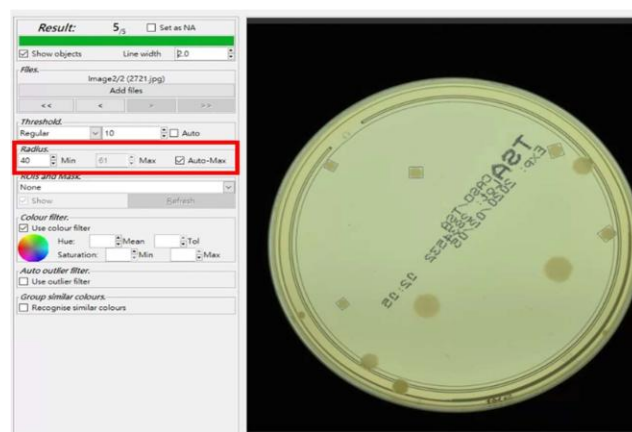 Result: 5/5 Set as NA
Show objects Line width 2.0
Files.
Image2/2 (2721.jpg)
Add files
<< < > >>
Threshold.
Regular 10 Auto
Radius.
40 Min 61 Max Auto-Max
ROIs and Mask.
None
Show Refresh
Colour filter.
Use colour filter
Hue: Mean Tol
Saturation: Min Max
Auto outlier filter.
Use outlier filter
Group similar colours.
Recognise similar colours
TSA
EXP:
02:05